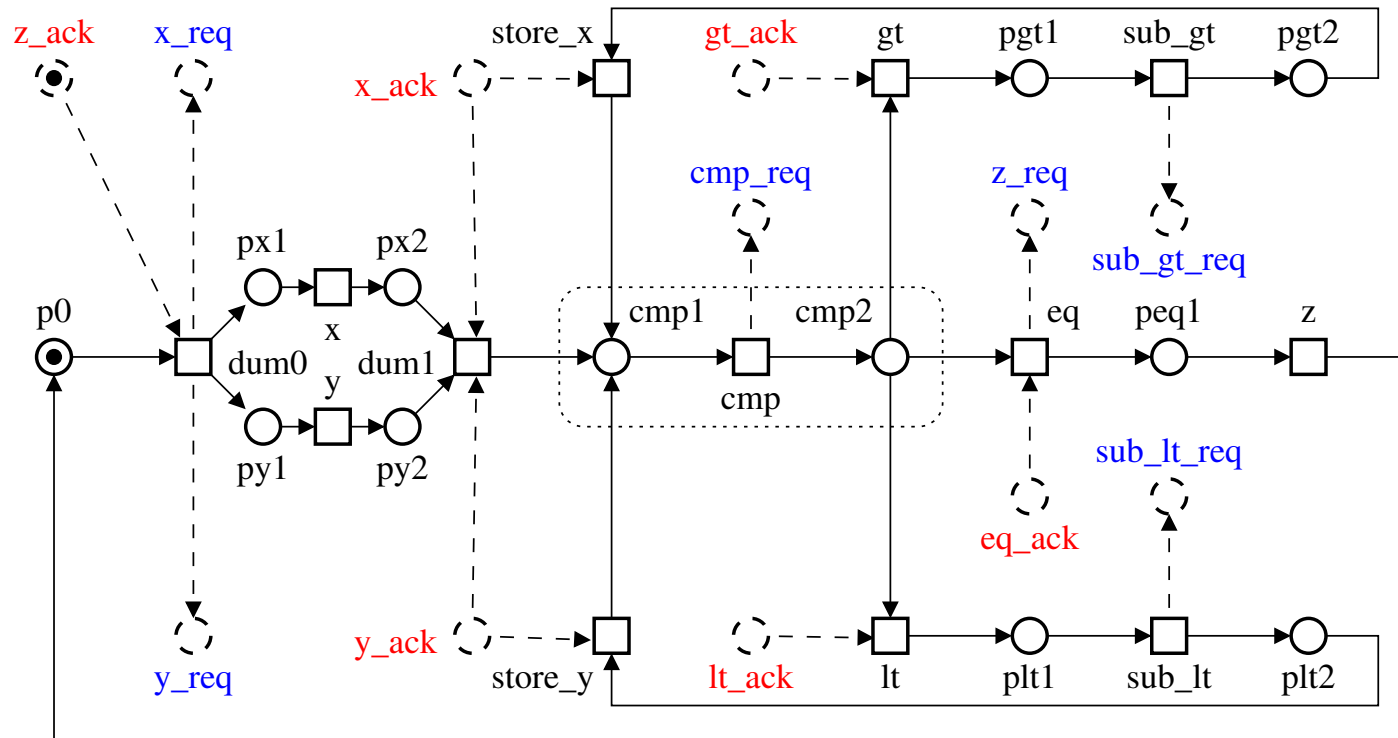 z_ack x_req store_x gt_ack gt pgt1 sub_gt pgt2
x_ack
cmp_req z_req
px1 px2 sub_gt_req
p0 cmp1 cmp2 eq peq1 z
x
dum0 dum1
y cmp
py1 py2 sub_lt_req
eq_ack
y_ack
y_req store_y lt_ack lt plt1 sub_lt plt2